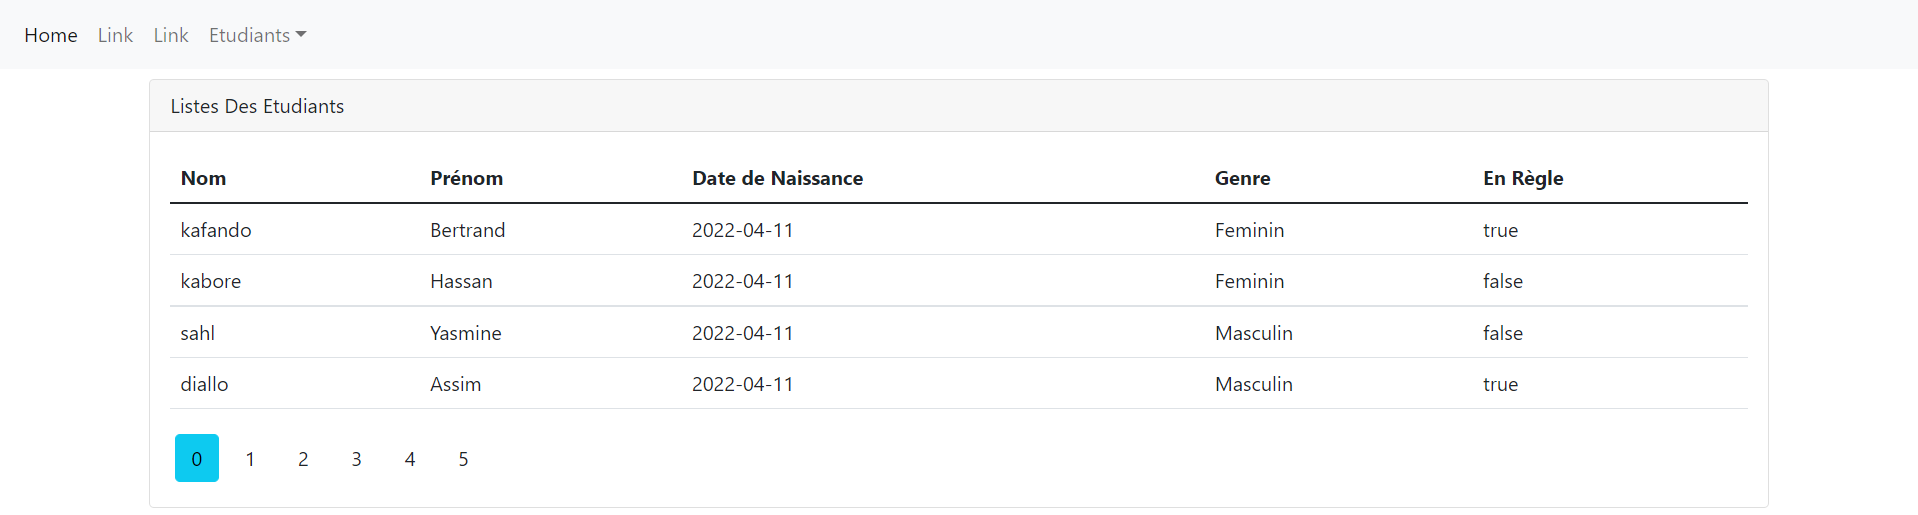 Home Link Link Etudiants
Listes Des Etudiants
Nom Prénom Date de Naissance Genre En Règle
kafando Bertrand 2022-04-11 Feminin true
kabore Hassan 2022-04-11 Feminin false
sahl Yasmine 2022-04-11 Masculin false
diallo Assim 2022-04-11 Masculin true
0 1 2 3 4 5